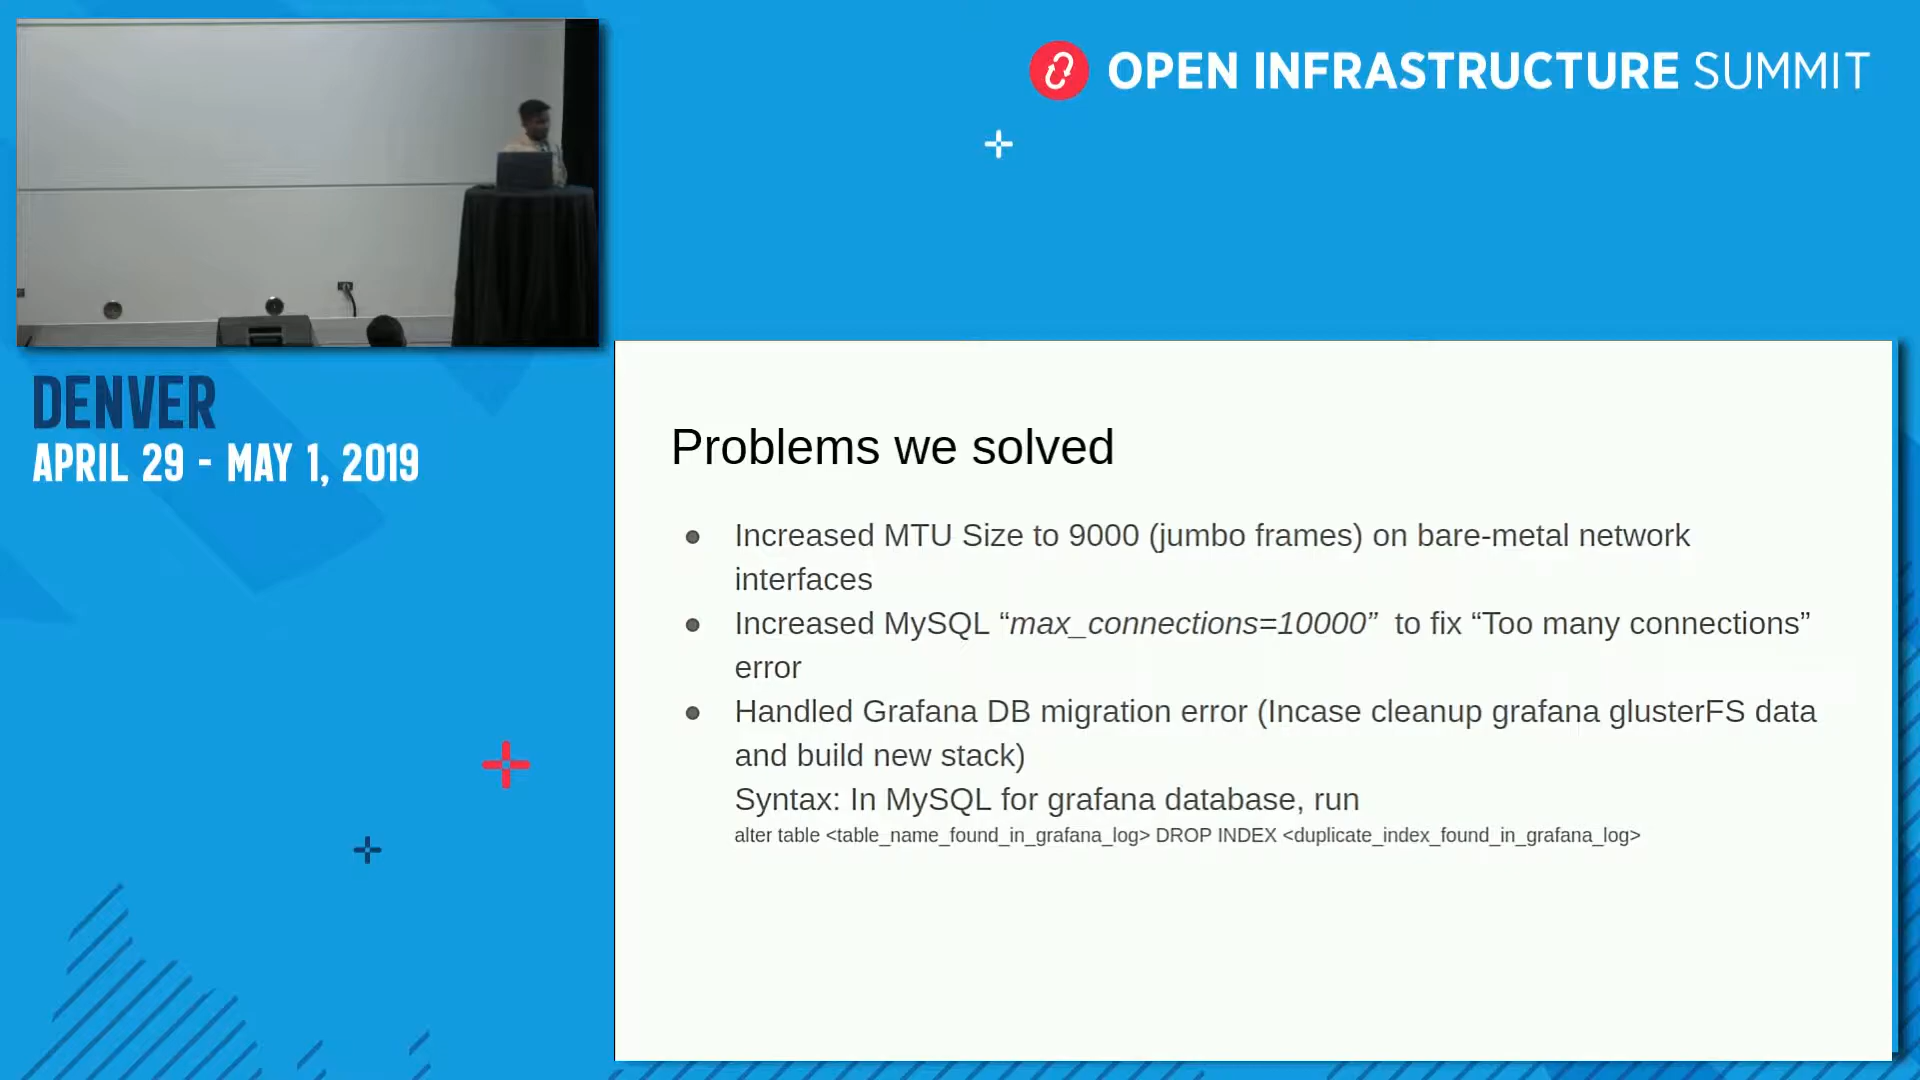 OPEN INFRASTRUCTURE SUMMIT
DENVER
APRIL 29 - MAY 1, 2019
Problems we solved
● Increased MTU Size to 9000 (jumbo frames) on bare-metal network
interfaces
● Increased MySQL “max_connections=10000” to fix “Too many connections”
error
● Handled Grafana DB migration error (Incase cleanup grafana glusterFS data
and build new stack)
Syntax: In MySQL for grafana database, run
alter table <table_name_found_in_grafana_log> DROP INDEX <duplicate_index_found_in_grafana_log>